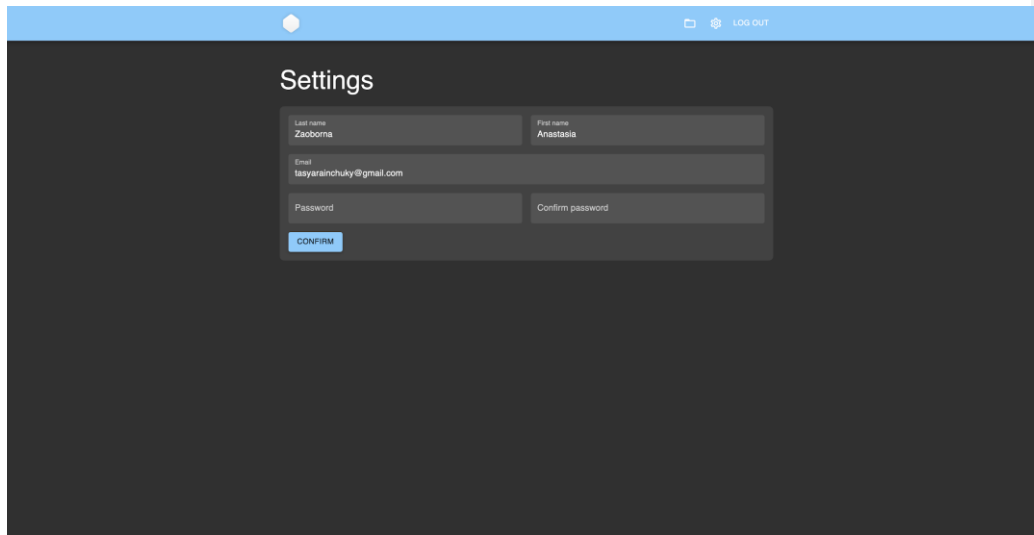 LOG OUT
Settings
Last name
Zaoborna
First name
Anastasia
Email
tasyarainchuky@gmail.com
Password
Confirm password
CONFIRM